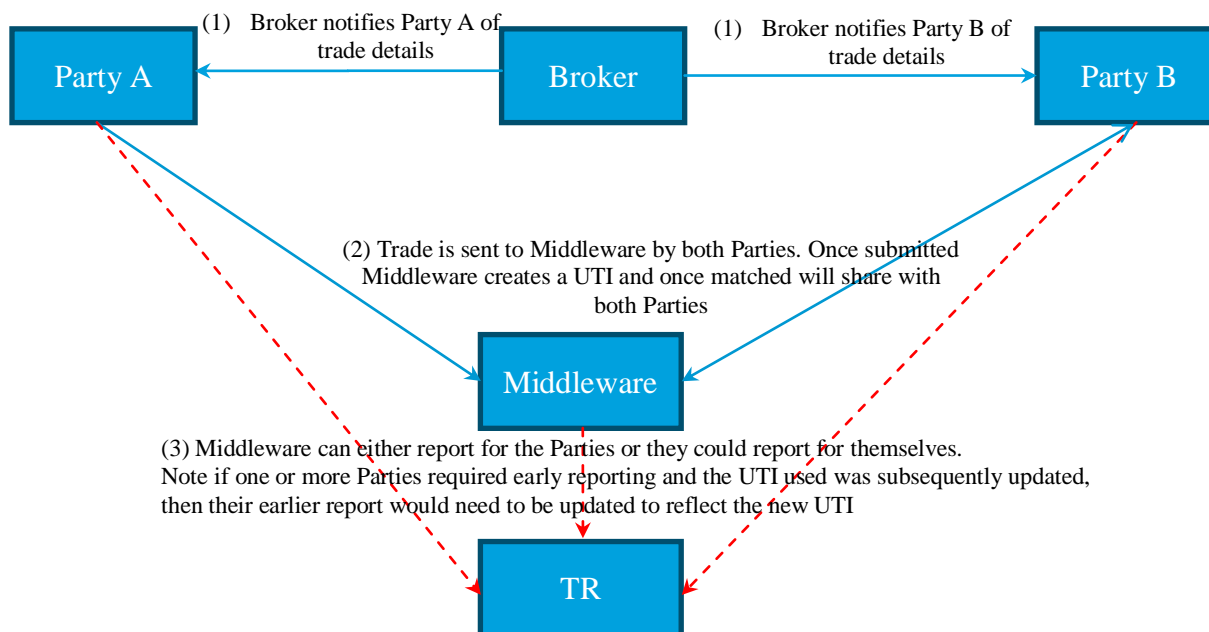 (1) Broker notifies Party A of
trade details
(1) Broker notifies Party B of
trade details
Party A
Broker
Party B
(2) Trade is sent to Middleware by both Parties. Once submitted
Middleware creates a UTI and once matched will share with
both Parties
Middleware
(3) Middleware can either report for the Parties or they could report for themselves.
Note if one or more Parties required early reporting and the UTI used was subsequently updated,
then their earlier report would need to be updated to reflect the new UTI
TR